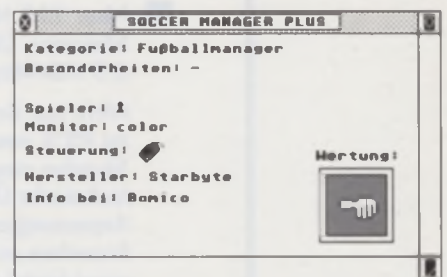 SOCCER MANAGER PLUS
Kategorie: Fußballmanager
Besonderheiten: -
Spieler: 1
Monitor: color
Steuerung:
Wertung:
Hersteller: Starbyte
Info bei: Bomico